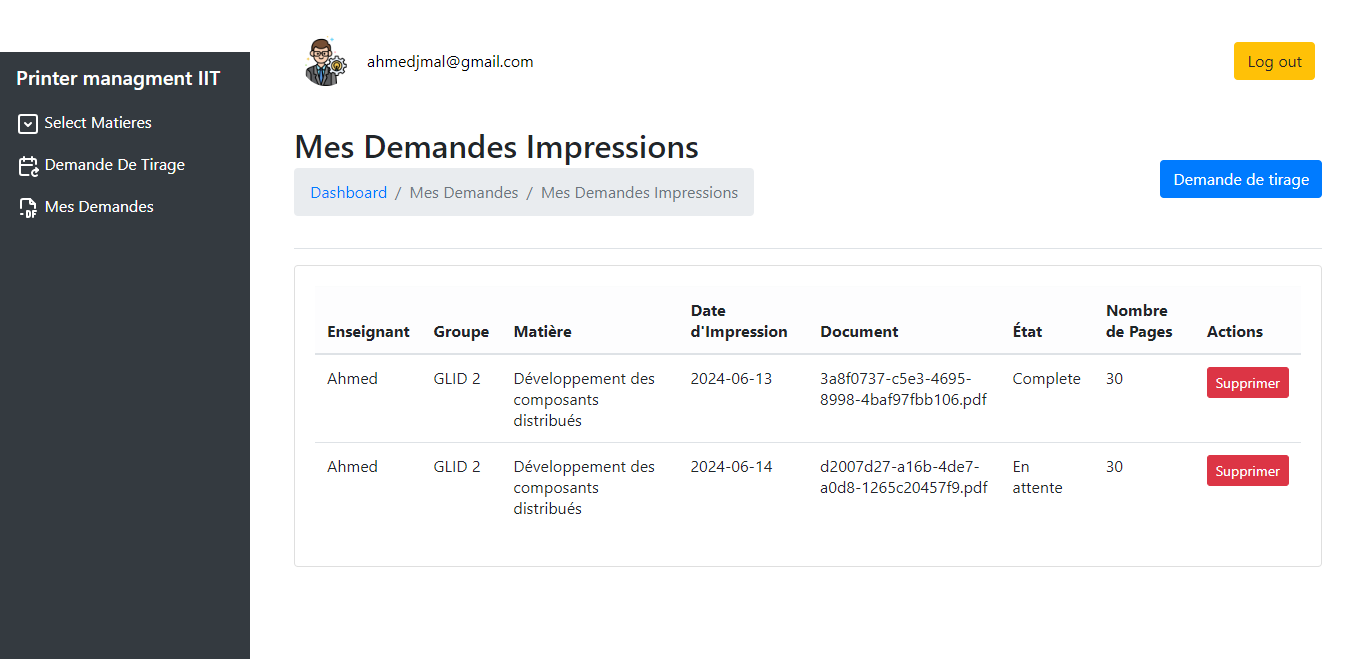 ahmedjmal@gmail.com
Log out
Printer managment IIT
Select Matieres
Demande De Tirage
Mes Demandes
Mes Demandes Impressions
Dashboard / Mes Demandes / Mes Demandes Impressions
Demande de tirage
Enseignant Groupe Matière Date d'Impression Document État Nombre de Pages Actions
Ahmed GLID 2 Développement des 2024-06-13 3a8f0737-c5e3-4695- Complete 30 Supprimer
composants 8998-4baf97fbb106.pdf
distribués
Ahmed GLID 2 Développement des 2024-06-14 d2007d27-a16b-4de7- En 30 Supprimer
composants a0d8-1265c20457f9.pdf attente
distribués